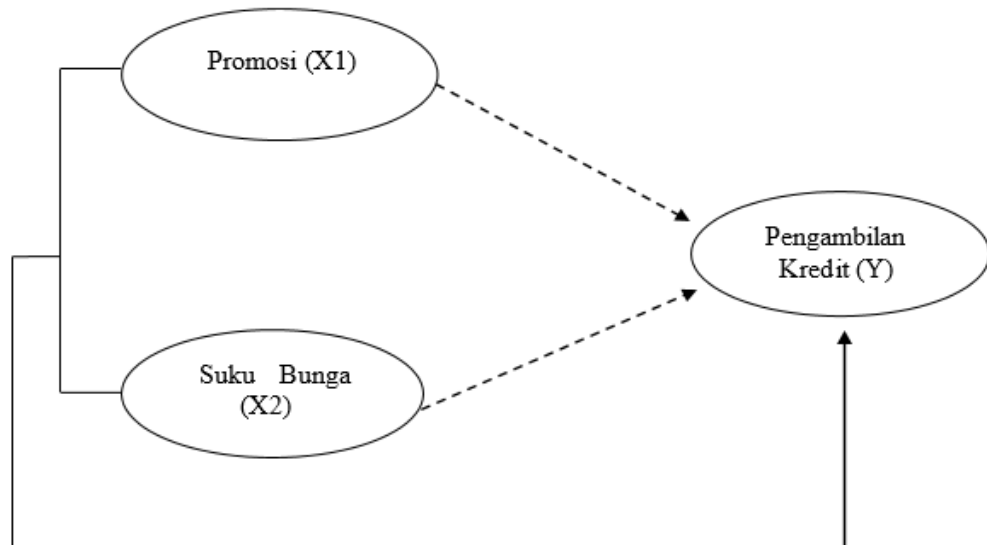 Promosi (X1)
Pengambilan
Kredit (Y)
Suku Bunga
(X2)